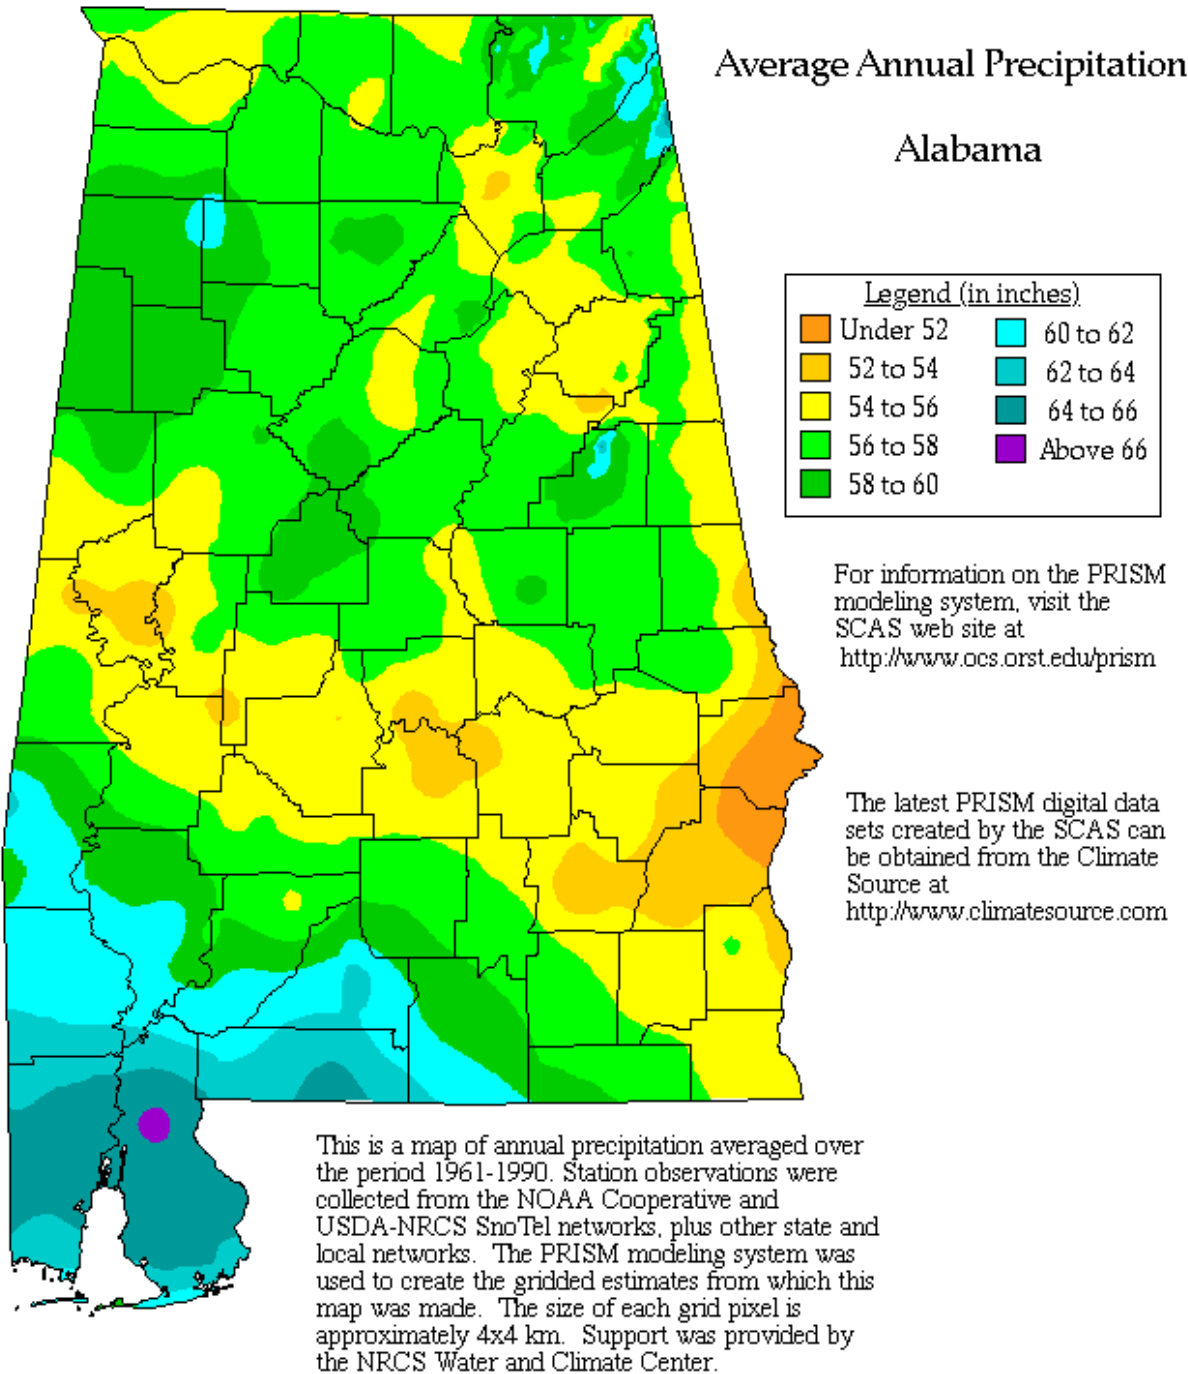 Average Annual Precipitation
Alabama
Legend (in inches)
Under 52
52 to 54
54 to 56
56 to 58
58 to 60
60 to 62
62 to 64
64 to 66
Above 66
For information on the PRISM
modeling system, visit the
SCAS web site at
http://www.ocs.orst.edu/prism
The latest PRISM digital data
sets created by the SCAS can
be obtained from the Climate
Source at
http://www.climatesource.com
This is a map of annual precipitation averaged over
the period 1961-1990. Station observations were
collected from the NOAA Cooperative and
USDA-NRCS SnoTel networks, plus other state and
local networks. The PRISM modeling system was
used to create the gridded estimates from which this
map was made. The size of each grid pixel is
approximately 4x4 km. Support was provided by
the NRCS Water and Climate Center.